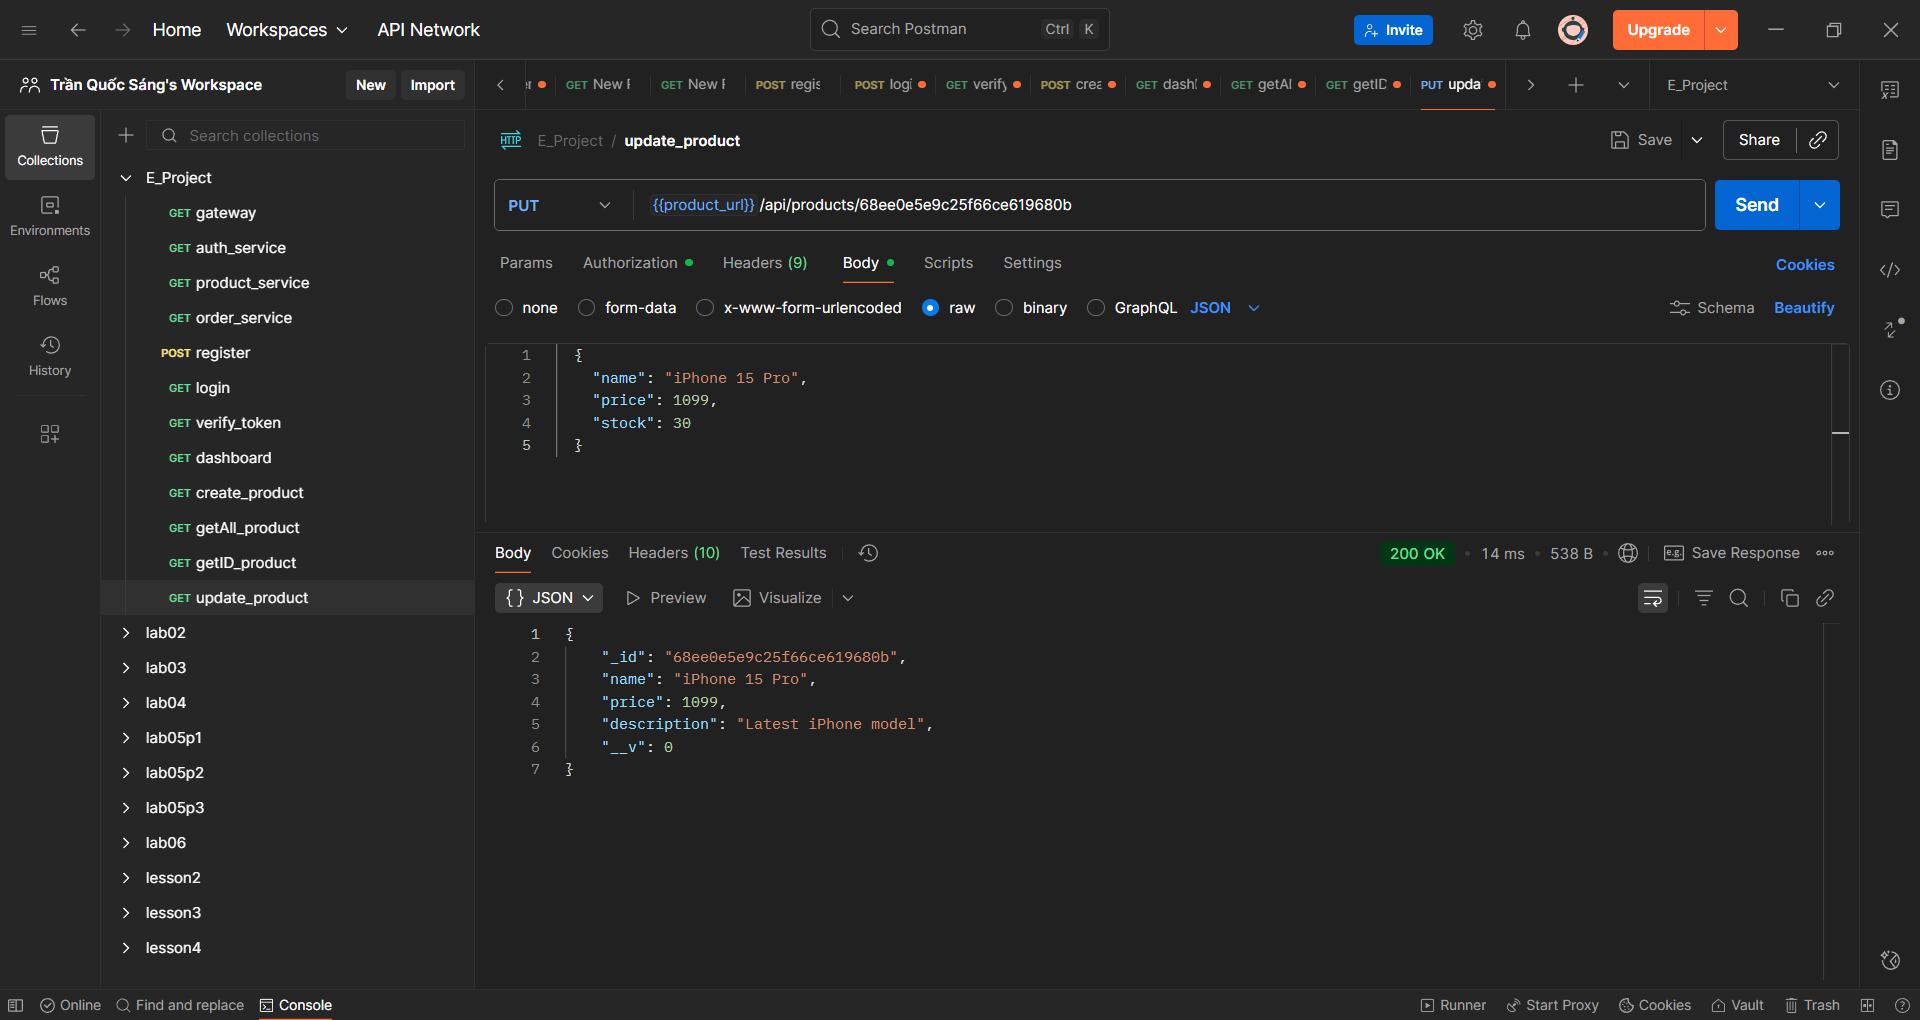 Home Workspaces API Network Search Postman Ctrl K Invite Upgrade
Trần Quốc Sáng's Workspace New Import GET New GET New POST regis POST logi GET verify POST crea GET dashl GET getAl GET getID PUT upda E_Project
Collections
Environments
Flows
History
Search collections
E_Project
GET gateway
GET auth_service
GET product_service
GET order_service
POST register
GET login
GET verify_token
GET dashboard
GET create_product
GET getAll_product
GET getID_product
GET update_product
lab02
lab03
lab04
lab05p1
lab05p2
lab05p3
lab06
lesson2
lesson3
lesson4
HTTP E_Project / update_product Save Share
PUT {{product_url}}/api/products/68ee0e5e9c25f66ce619680b Send
Params Authorization Headers (9) Body Scripts Settings Cookies
none form-data x-www-form-urlencoded raw binary GraphQL JSON Schema Beautify
1 {
2 "name": "iPhone 15 Pro",
3 "price": 1099,
4 "stock": 30
5 }
Body Cookies Headers (10) Test Results 200 OK • 14 ms • 538 B • e.g. Save Response
{} JSON Preview Visualize
1 {
2 "_id": "68ee0e5e9c25f66ce619680b",
3 "name": "iPhone 15 Pro",
4 "price": 1099,
5 "description": "Latest iPhone model",
6 "__v": 0
7 }
Online Find and replace Console Runner Start Proxy Cookies Vault Trash